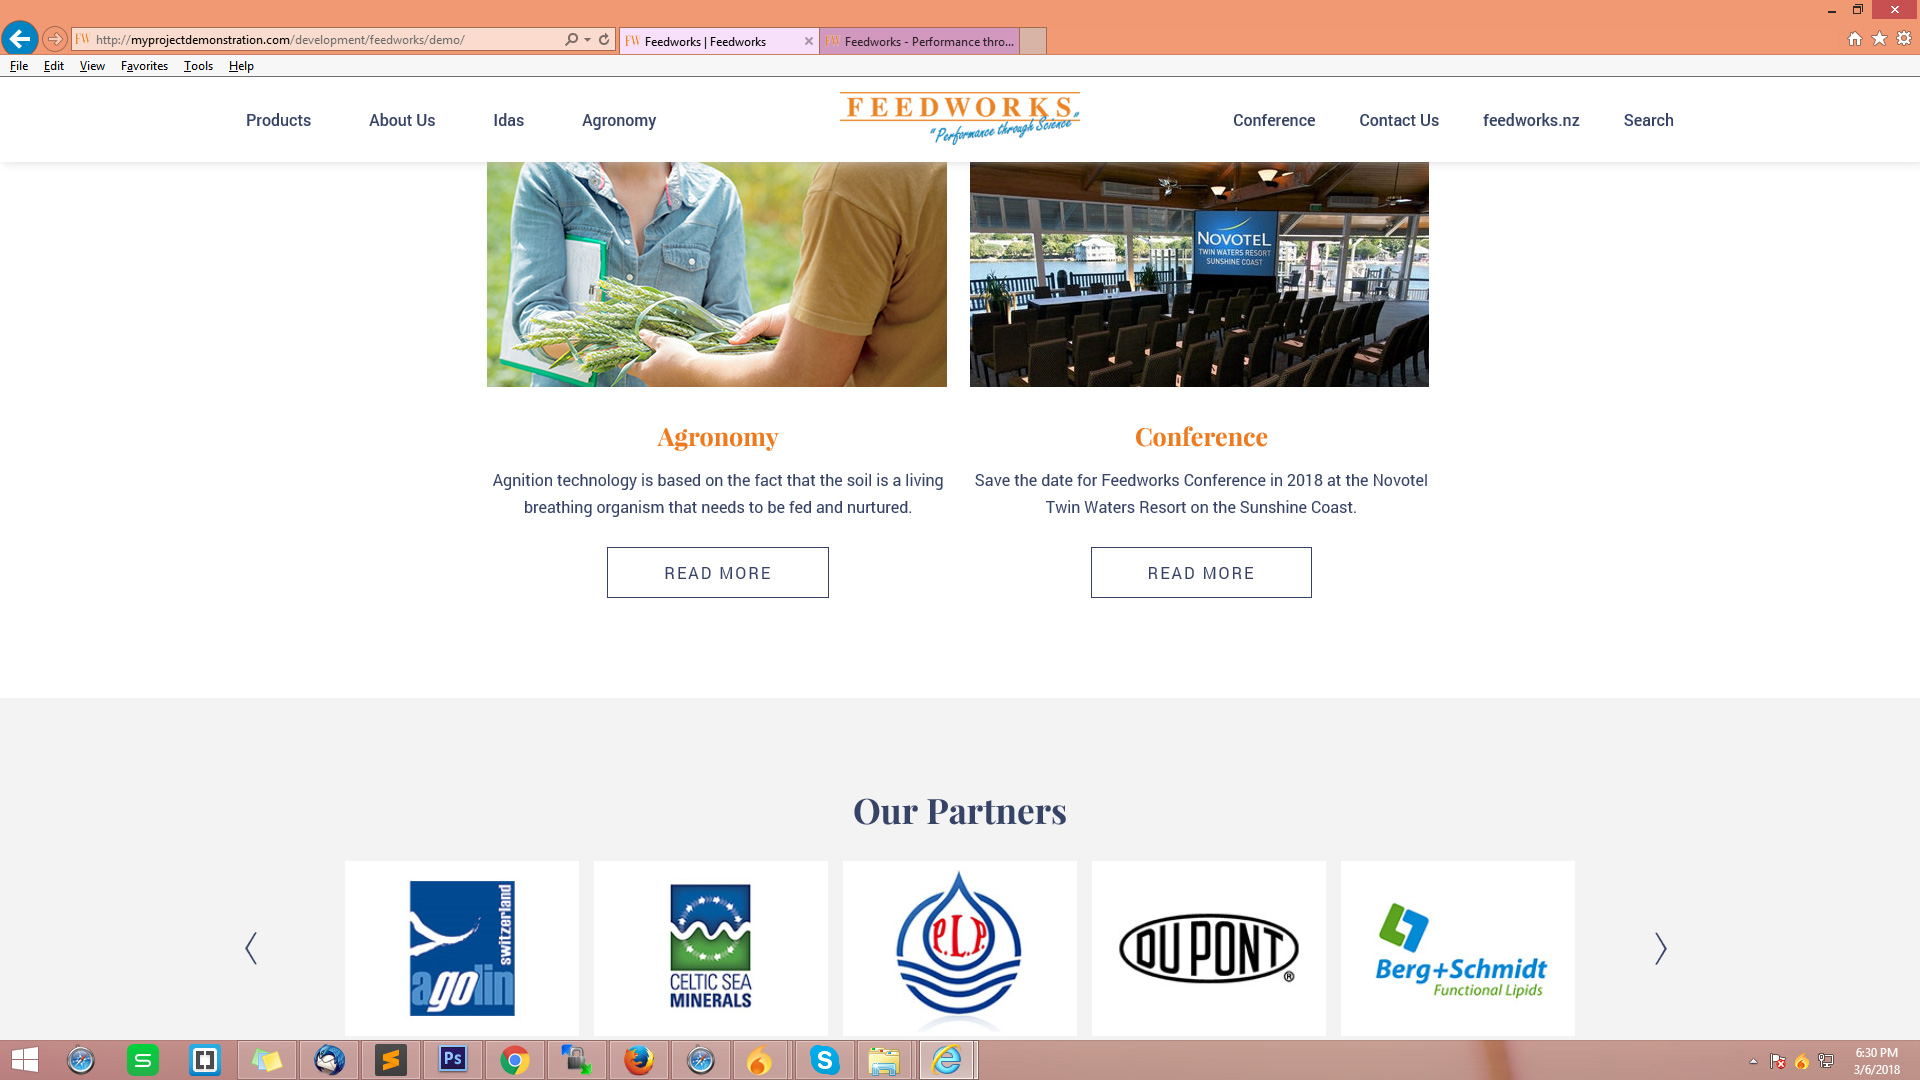 http://myprojectdemonstration.com/development/feedworks/demo/
Feedworks | Feedworks
Feedworks - Performance thro...
File Edit View Favorites Tools Help
Products About Us Idas Agronomy
FEEDWORKS
"Performance through Science"
Conference Contact Us feedworks.nz Search
NOVOTEL
TWIN WATERS RESORT
SUNSHINE COAST
Agronomy
Agnition technology is based on the fact that the soil is a living
breathing organism that needs to be fed and nurtured.
READ MORE
Conference
Save the date for Feedworks Conference in 2018 at the Novotel
Twin Waters Resort on the Sunshine Coast.
READ MORE
Our Partners
agolin
switzerland
CELTIC SEA
MINERALS
P.L.P.
DUPONT®
Berg+Schmidt
Functional Lipids
Ps
6:30 PM
3/6/2018